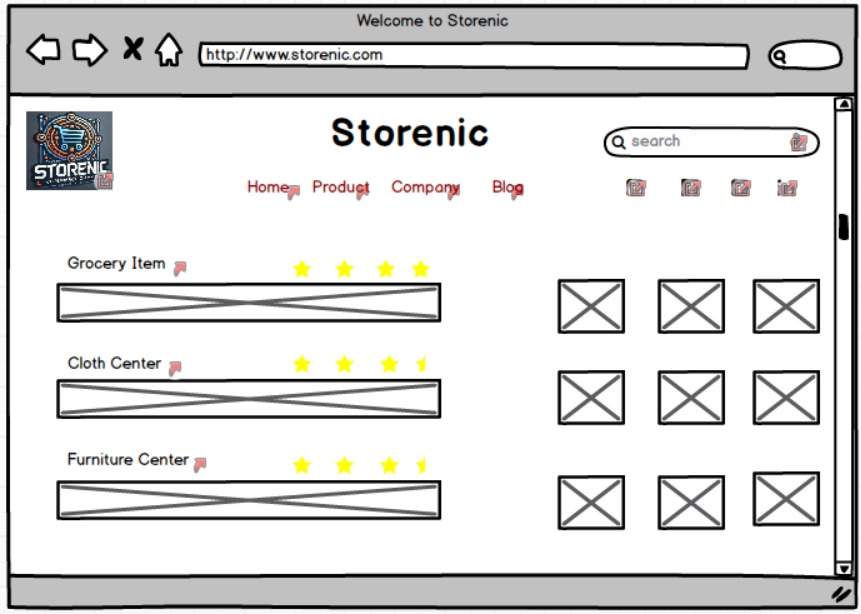 Welcome to Storenic
http://www.storenic.com
STORENIC
Storenic
search
Home Product Company Blog
Grocery Item
Cloth Center
Furniture Center